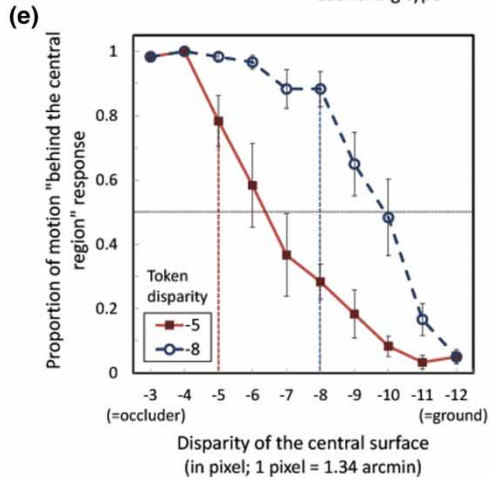 (e)
Proportion of motion "behind the central
region" response
1
0.8
0.6
0.4
0.2
0
Token
disparity
-5
-8
-3 -4 -5 -6 -7 -8 -9 -10 -11 -12
(=occluder) (=ground)
Disparity of the central surface
(in pixel; 1 pixel = 1.34 arcmin)